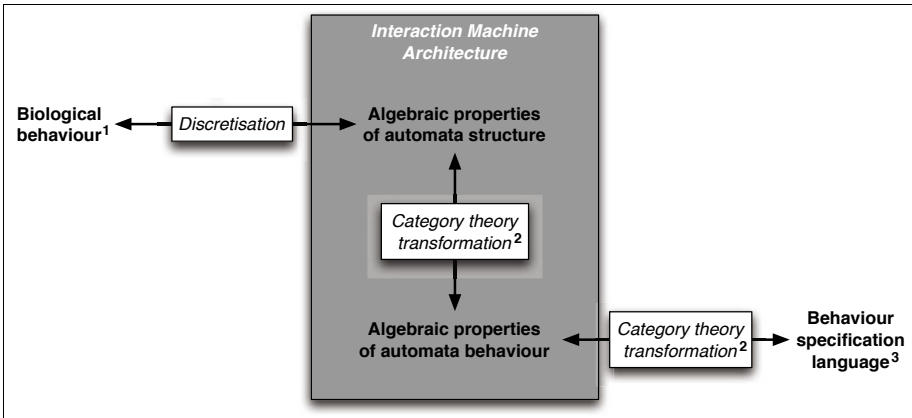 Interaction Machine
Architecture
Biological
behaviour¹
Discretisation
Algebraic properties
of automata structure
Category theory
transformation²
Algebraic properties
of automata behaviour
Category theory
transformation²
Behaviour
specification
language³